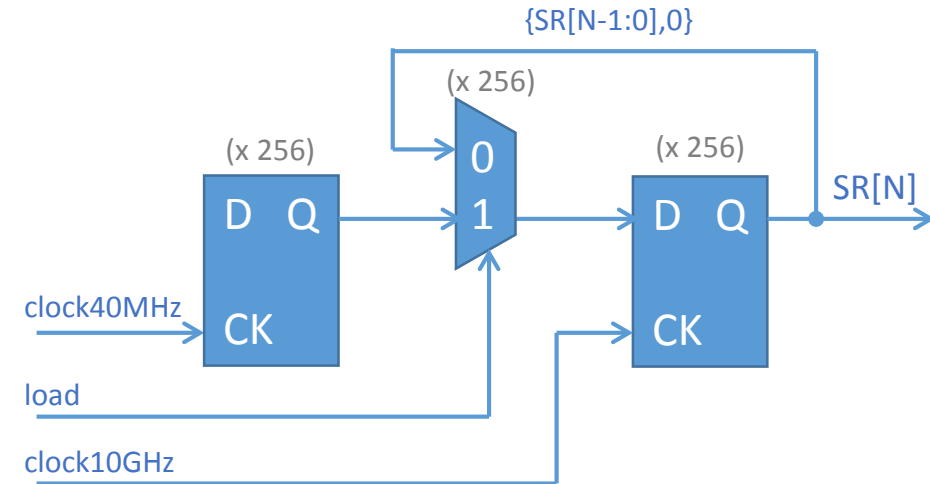 {SR[N-1:0],0}
(x 256)
(x 256)
(x 256)
0
SR[N]
D Q
1
D Q
clock40MHz
CK
CK
load
clock10GHz